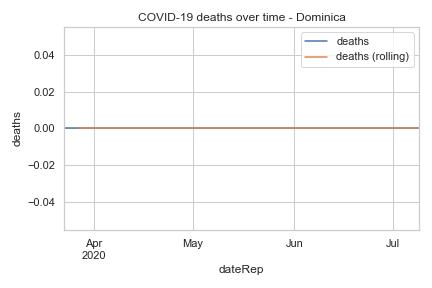 COVID-19 deaths over time - Dominica
deaths
deaths (rolling)
0.04
0.02
0.00
−0.02
−0.04
deaths
Apr
2020
May
Jun
Jul
dateRep